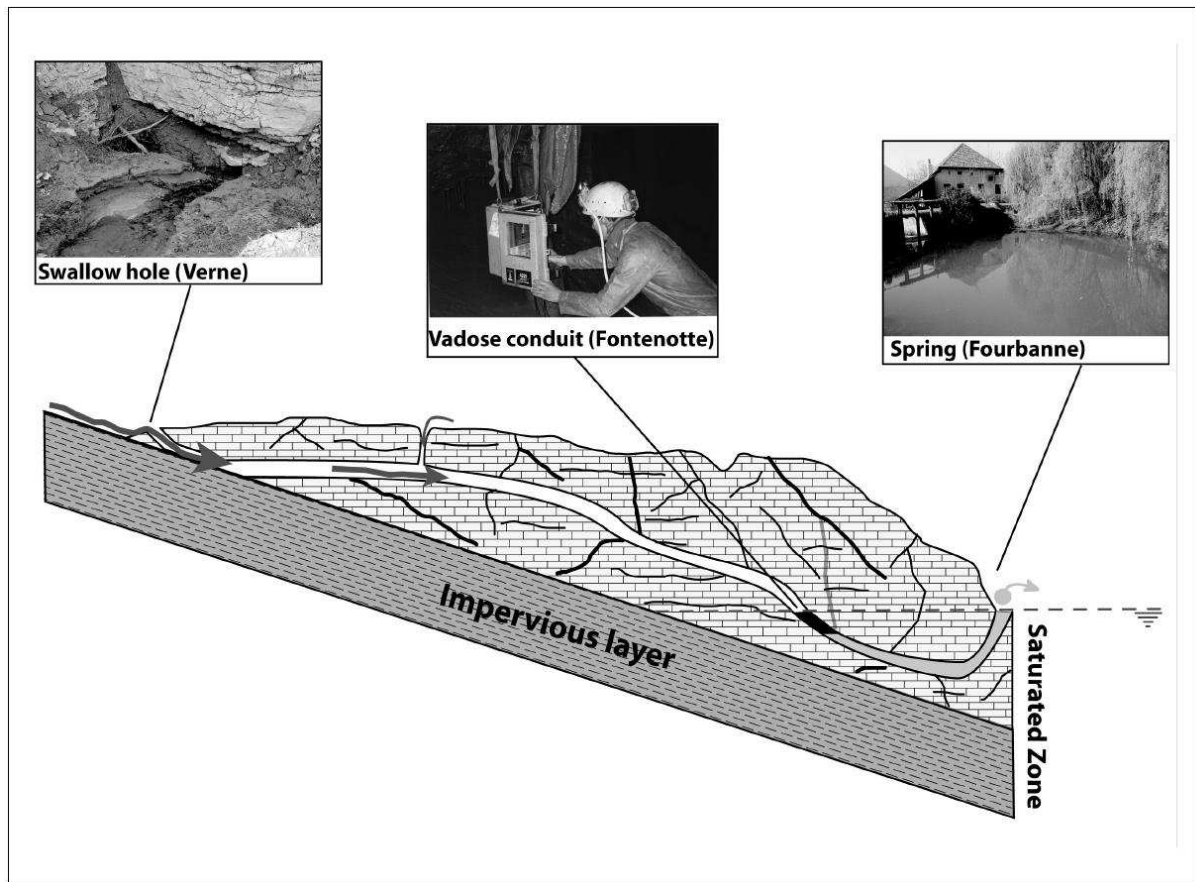 Swallow hole (Verne)
Vadose conduit (Fontenotte)
Spring (Fourbanne)
Impervious layer
Saturated Zone